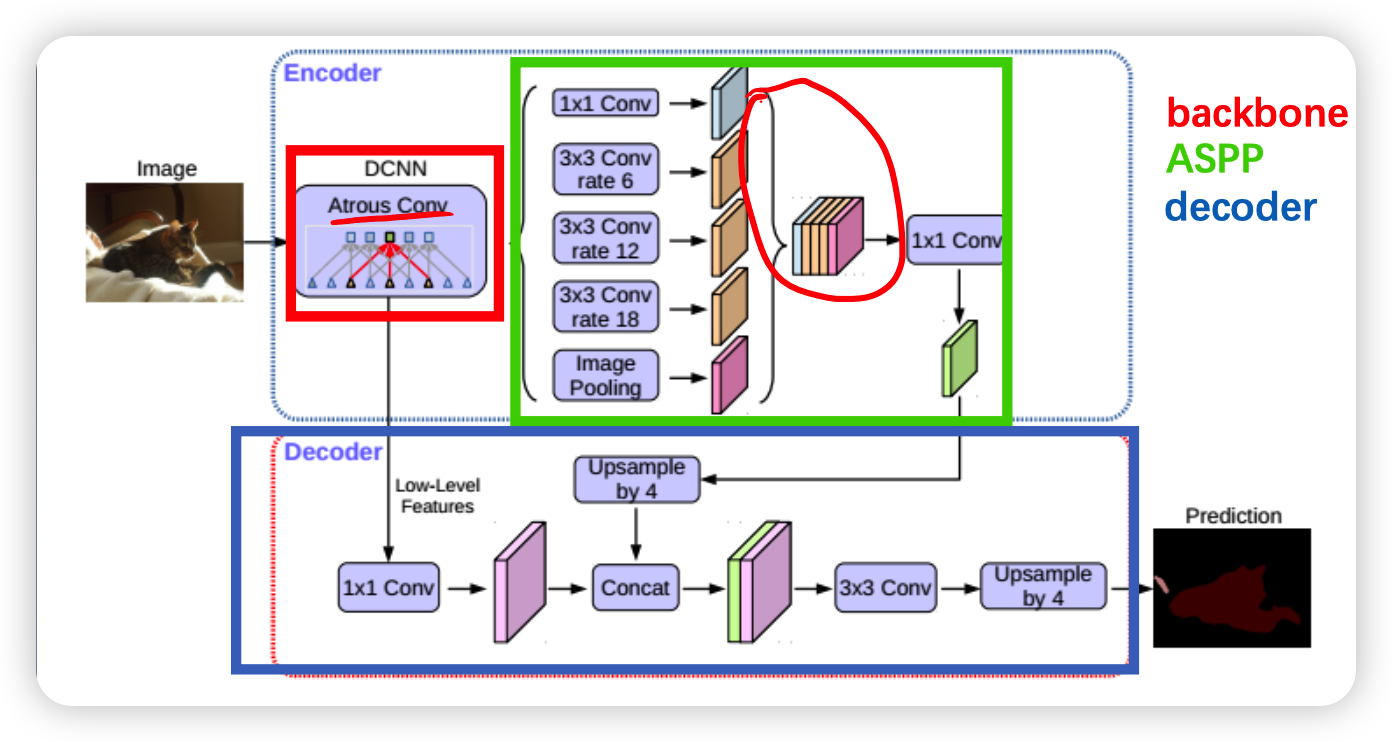 Encoder
Image
DCNN
Atrous Conv
1x1 Conv
3x3 Conv
rate 6
3x3 Conv
rate 12
3x3 Conv
rate 18
Image
Pooling
1x1 Conv
backbone
ASPP
decoder
Decoder
Low-Level
Features
Upsample
by 4
1x1 Conv
Concat
3x3 Conv
Upsample
by 4
Prediction